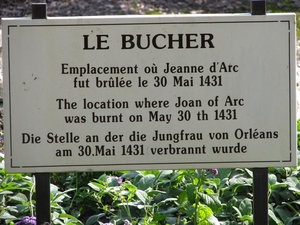 LE BUCHER
Emplacement où Jeanne d'Arc
fut brûlée le 30 Mai 1431
The location where Joan of Arc
was burnt on May 30 th 1431
Die Stelle an der die Jungfrau von Orléans
am 30.Mai 1431 verbrannt wurde